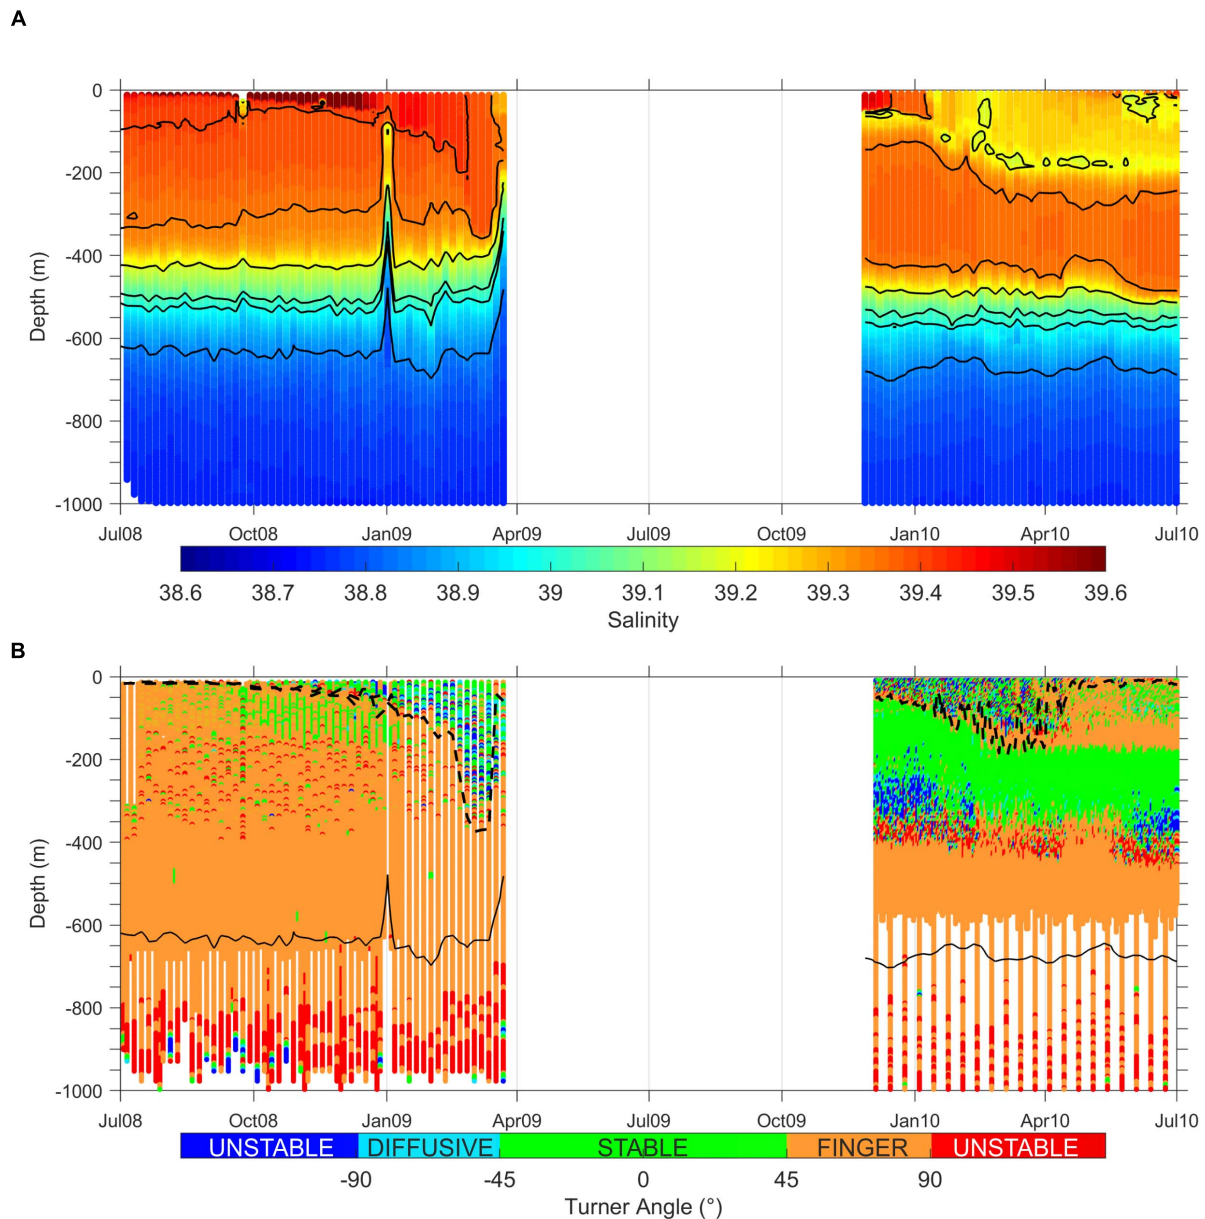 A
0
-200
-400
-600
-800
-1000
Depth (m)
Jul08 Oct08 Jan09 Apr09 Jul09 Oct09 Jan10 Apr10 Jul10
38.6 38.7 38.8 38.9 39 39.1 39.2 39.3 39.4 39.5 39.6
Salinity
B
0
-200
-400
-600
-800
-1000
Depth (m)
Jul08 Oct08 Jan09 Apr09 Jul09 Oct09 Jan10 Apr10 Jul10
UNSTABLE DIFFUSIVE STABLE FINGER UNSTABLE
-90 -45 0 45 90
Turner Angle (°)